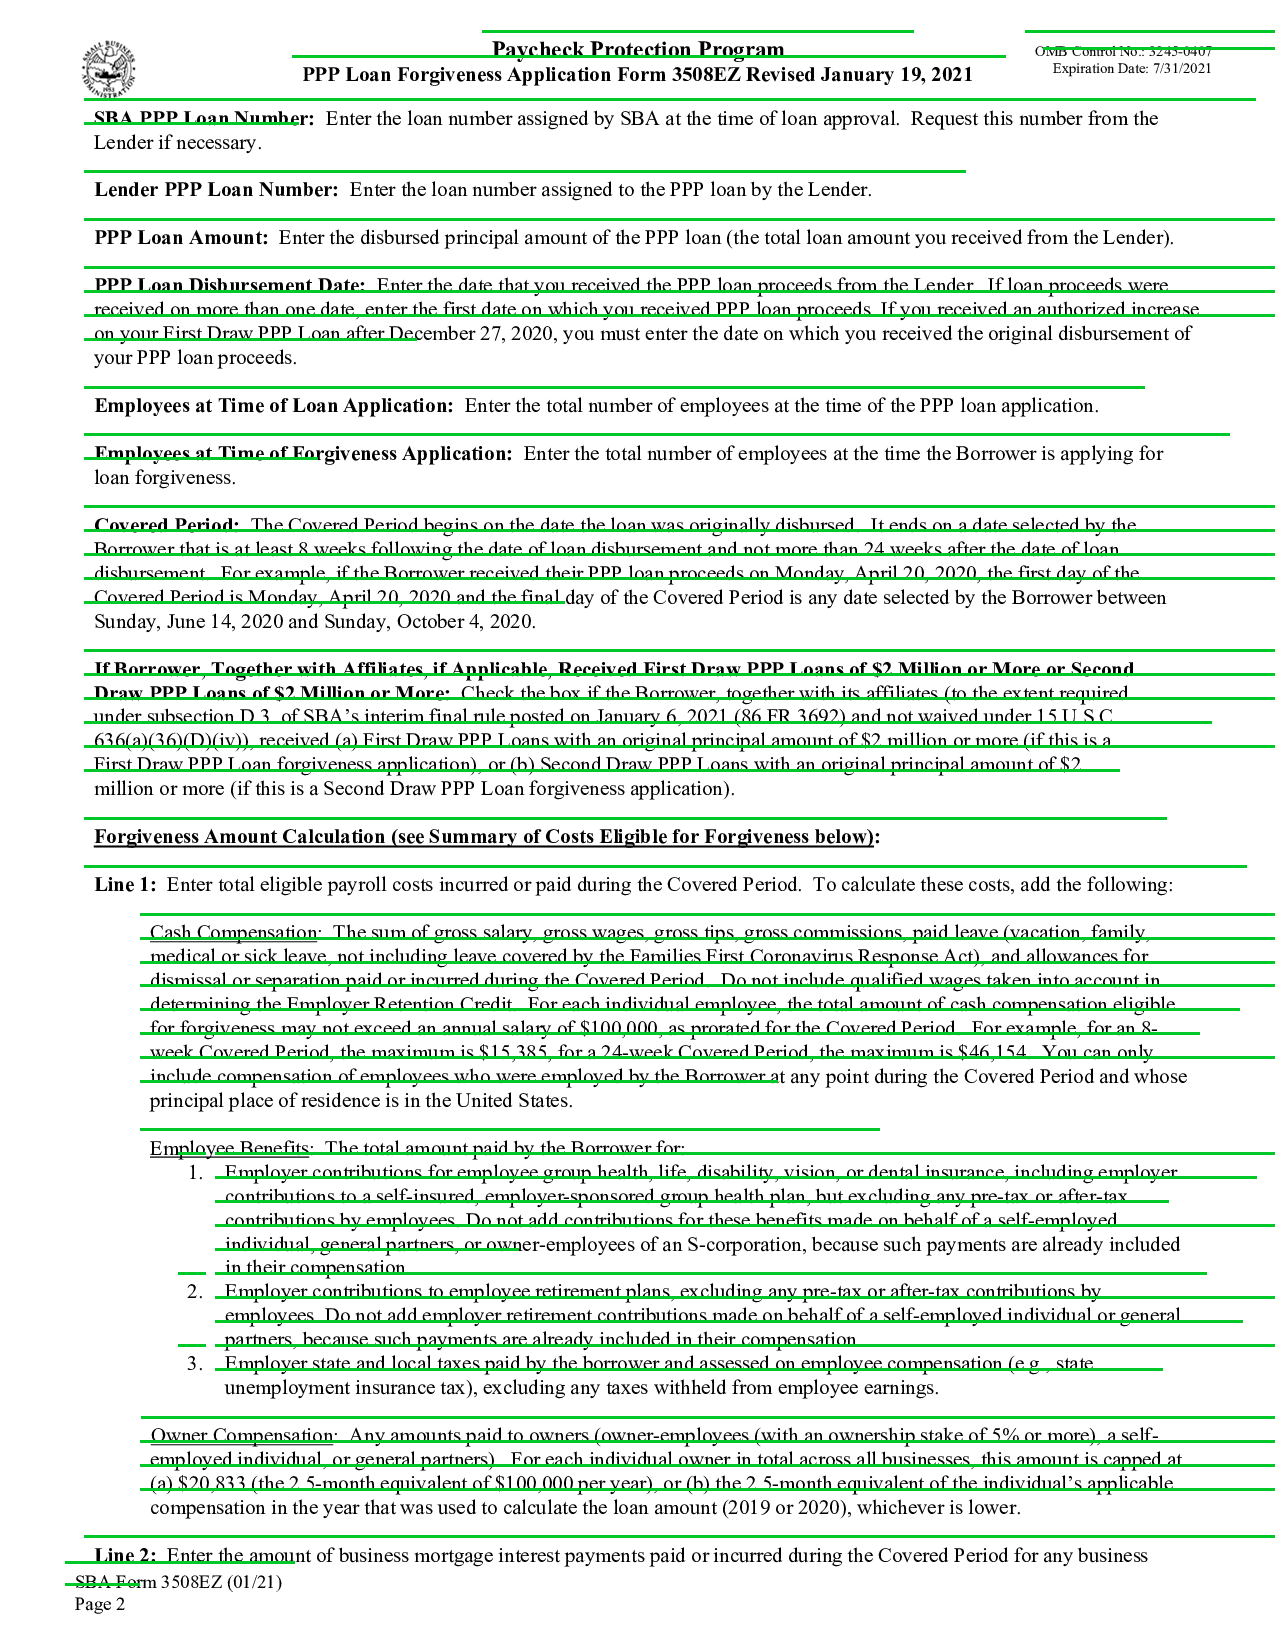 Paycheck Protection Program
OMB Control No.: 3245-0407
PPP Loan Forgiveness Application Form 3508EZ Revised January 19, 2021
Expiration Date: 7/31/2021
SBA PPP Loan Number: Enter the loan number assigned by SBA at the time of loan approval. Request this number from the
Lender if necessary.
Lender PPP Loan Number: Enter the loan number assigned to the PPP loan by the Lender.
PPP Loan Amount: Enter the disbursed principal amount of the PPP loan (the total loan amount you received from the Lender).
PPP Loan Disbursement Date: Enter the date that you received the PPP loan proceeds from the Lender. If loan proceeds were
received on more than one date, enter the first date on which you received PPP loan proceeds. If you received an authorized increase
on your First Draw PPP Loan after December 27, 2020, you must enter the date on which you received the original disbursement of
your PPP loan proceeds.
Employees at Time of Loan Application: Enter the total number of employees at the time of the PPP loan application.
Employees at Time of Forgiveness Application: Enter the total number of employees at the time the Borrower is applying for
loan forgiveness.
Covered Period: The Covered Period begins on the date the loan was originally disbursed. It ends on a date selected by the
Borrower that is at least 8 weeks following the date of loan disbursement and not more than 24 weeks after the date of loan
disbursement. For example, if the Borrower received their PPP loan proceeds on Monday, April 20, 2020, the first day of the
Covered Period is Monday, April 20, 2020 and the final day of the Covered Period is any date selected by the Borrower between
Sunday, June 14, 2020 and Sunday, October 4, 2020.
If Borrower, Together with Affiliates, if Applicable, Received First Draw PPP Loans of $2 Million or More or Second
Draw PPP Loans of $2 Million or More: Check the box if the Borrower, together with its affiliates (to the extent required
under subsection D.3. of SBA's interim final rule posted on January 6, 2021 (86 FR 3692) and not waived under 15 U.S.C.
636(a)(36)(D)(iv)), received (a) First Draw PPP Loans with an original principal amount of $2 million or more (if this is a
First Draw PPP Loan forgiveness application), or (b) Second Draw PPP Loans with an original principal amount of $2
million or more (if this is a Second Draw PPP Loan forgiveness application).
Forgiveness Amount Calculation (see Summary of Costs Eligible for Forgiveness below):
Line 1: Enter total eligible payroll costs incurred or paid during the Covered Period. To calculate these costs, add the following:
Cash Compensation: The sum of gross salary, gross wages, gross tips, gross commissions, paid leave (vacation, family,
medical or sick leave, not including leave covered by the Families First Coronavirus Response Act), and allowances for
dismissal or separation paid or incurred during the Covered Period. Do not include qualified wages taken into account in
determining the Employer Retention Credit. For each individual employee, the total amount of cash compensation eligible
for forgiveness may not exceed an annual salary of $100,000, as prorated for the Covered Period. For example, for an 8-
week Covered Period, the maximum is $15,385, for a 24-week Covered Period, the maximum is $46,154. You can only
include compensation of employees who were employed by the Borrower at any point during the Covered Period and whose
principal place of residence is in the United States.
Employee Benefits: The total amount paid by the Borrower for:
1. Employer contributions for employee group health, life, disability, vision, or dental insurance, including employer
contributions to a self-insured, employer-sponsored group health plan, but excluding any pre-tax or after-tax
contributions by employees. Do not add contributions for these benefits made on behalf of a self-employed
individual, general partners, or owner-employees of an S-corporation, because such payments are already included
in their compensation.
2. Employer contributions to employee retirement plans, excluding any pre-tax or after-tax contributions by
employees. Do not add employer retirement contributions made on behalf of a self-employed individual or general
partners, because such payments are already included in their compensation.
3. Employer state and local taxes paid by the borrower and assessed on employee compensation (e.g., state
unemployment insurance tax), excluding any taxes withheld from employee earnings.
Owner Compensation: Any amounts paid to owners (owner-employees (with an ownership stake of 5% or more), a self-
employed individual, or general partners). For each individual owner in total across all businesses, this amount is capped at
(a) $20,833 (the 2.5-month equivalent of $100,000 per year), or (b) the 2.5-month equivalent of the individual's applicable
compensation in the year that was used to calculate the loan amount (2019 or 2020), whichever is lower.
Line 2: Enter the amount of business mortgage interest payments paid or incurred during the Covered Period for any business
SBA Form 3508EZ (01/21)
Page 2